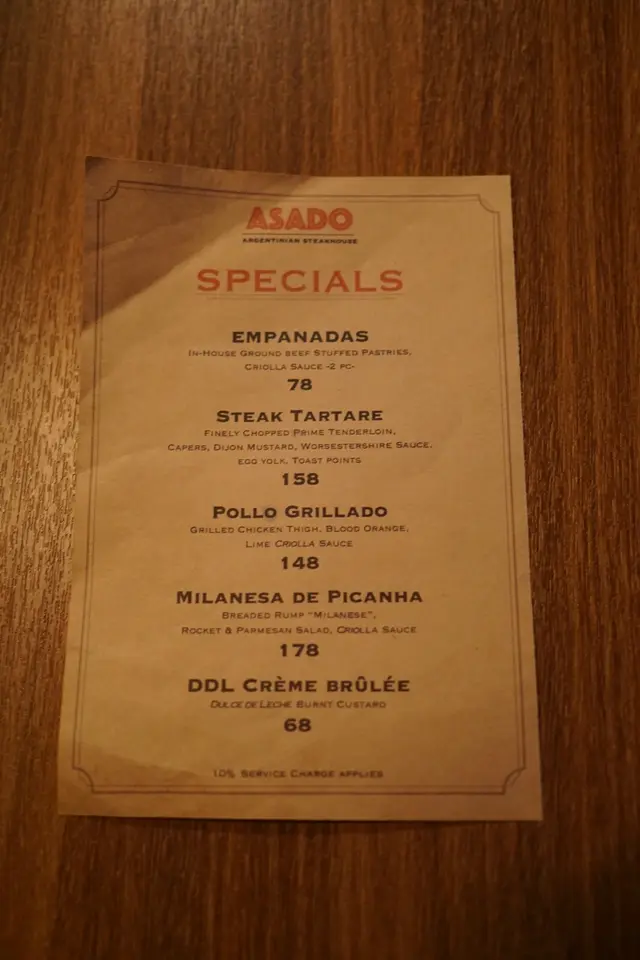 ASADO
ARGENTINIAN STEAKHOUSE
SPECIALS
EMPANADAS
IN-HOUSE GROUND BEEF STUFFED PASTRIES,
CRIOLLA SAUCE -2 PC-
78
STEAK TARTARE
FINELY CHOPPED PRIME TENDERLOIN,
CAPERS, DIJON MUSTARD, WORSESTERSHIRE SAUCE,
EGG YOLK, TOAST POINTS
158
POLLO GRILLADO
GRILLED CHICKEN THIGH, BLOOD ORANGE,
LIME CRIOLLA SAUCE
148
MILANESA DE PICANHA
BREADED RUMP "MILANESE",
ROCKET & PARMESAN SALAD, CRIOLLA SAUCE
178
DDL CRÈME BRÛLÉE
DULCE DE LECHE BURNT CUSTARD
68
10% SERVICE CHARGE APPLIES